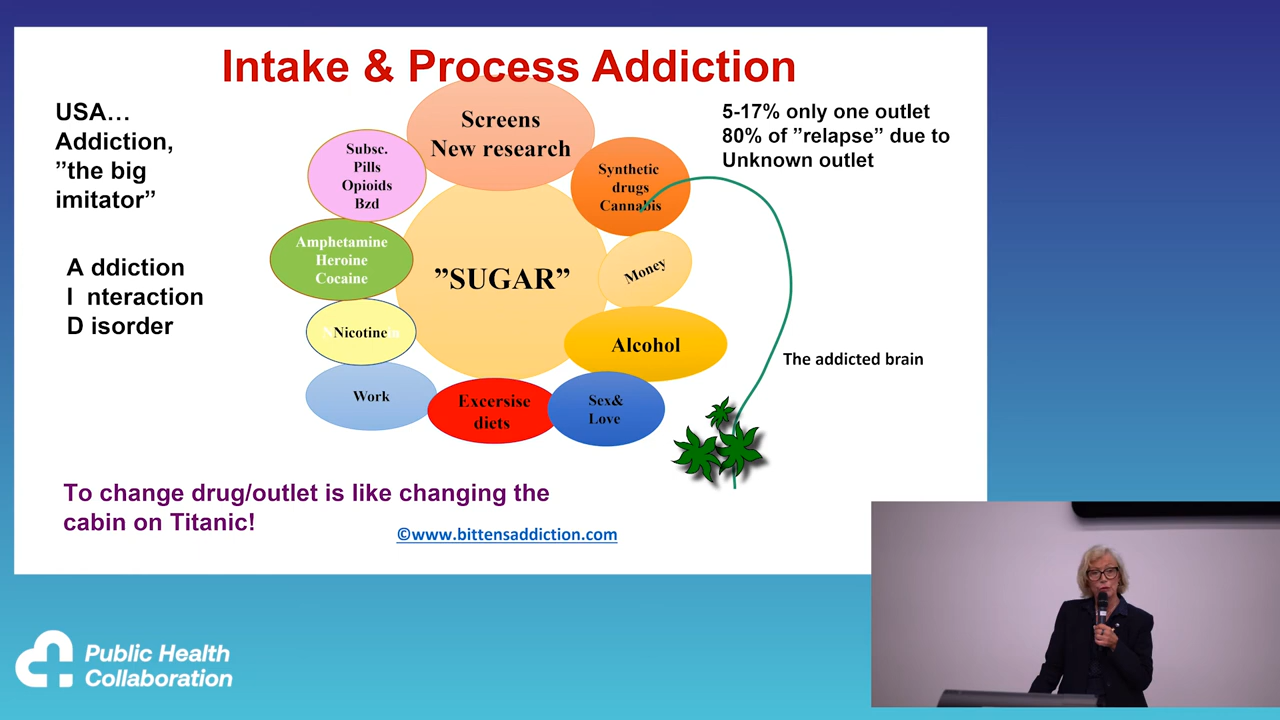 Intake & Process Addiction
USA…
Addiction,
”the big
imitator”
A ddiction
I nteraction
D isorder
Screens
New research
Subsc.
Pills
Opioids
Bzd
Synthetic
drugs
Cannabis
Amphetamine
Heroine
Cocaine
”SUGAR”
Money
Nicotine
Alcohol
Work
Excersise
diets
Sex&
Love
5-17% only one outlet
80% of ”relapse” due to
Unknown outlet
The addicted brain
To change drug/outlet is like changing the
cabin on Titanic!
©www.bittensaddiction.com
Public Health
Collaboration